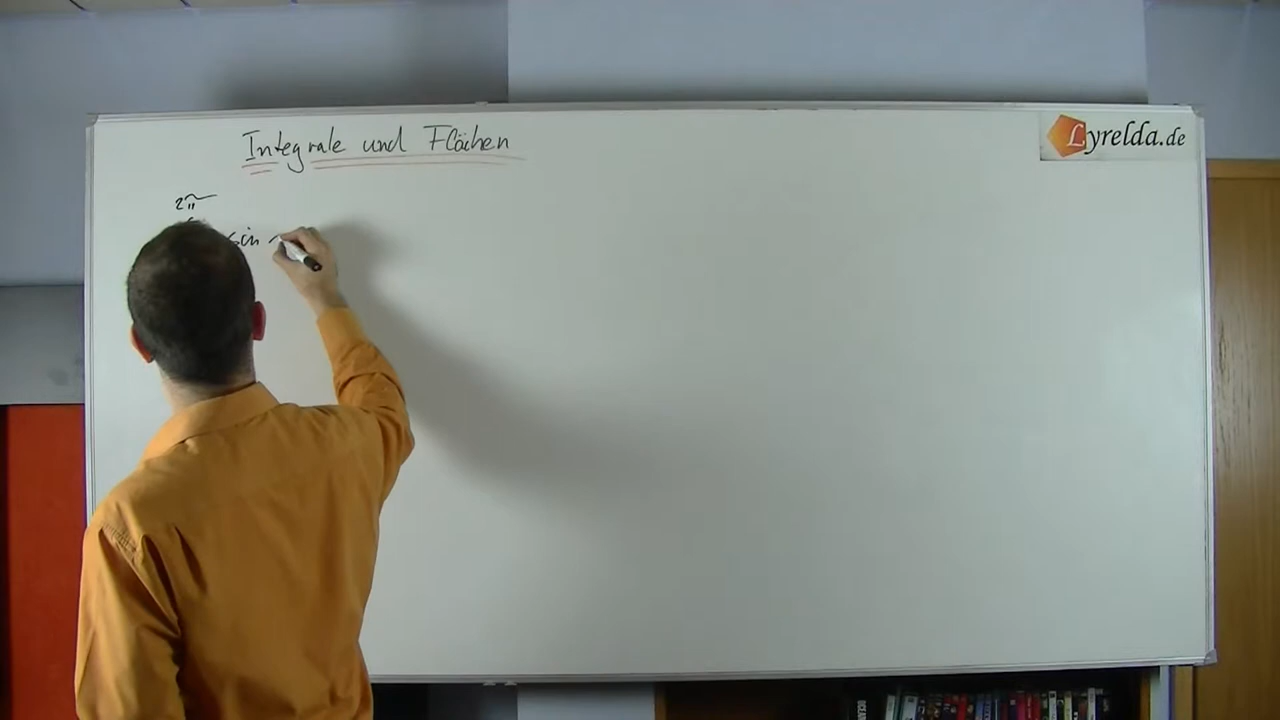 Integrale und Flächen
Lyrelda.de
2π
sin